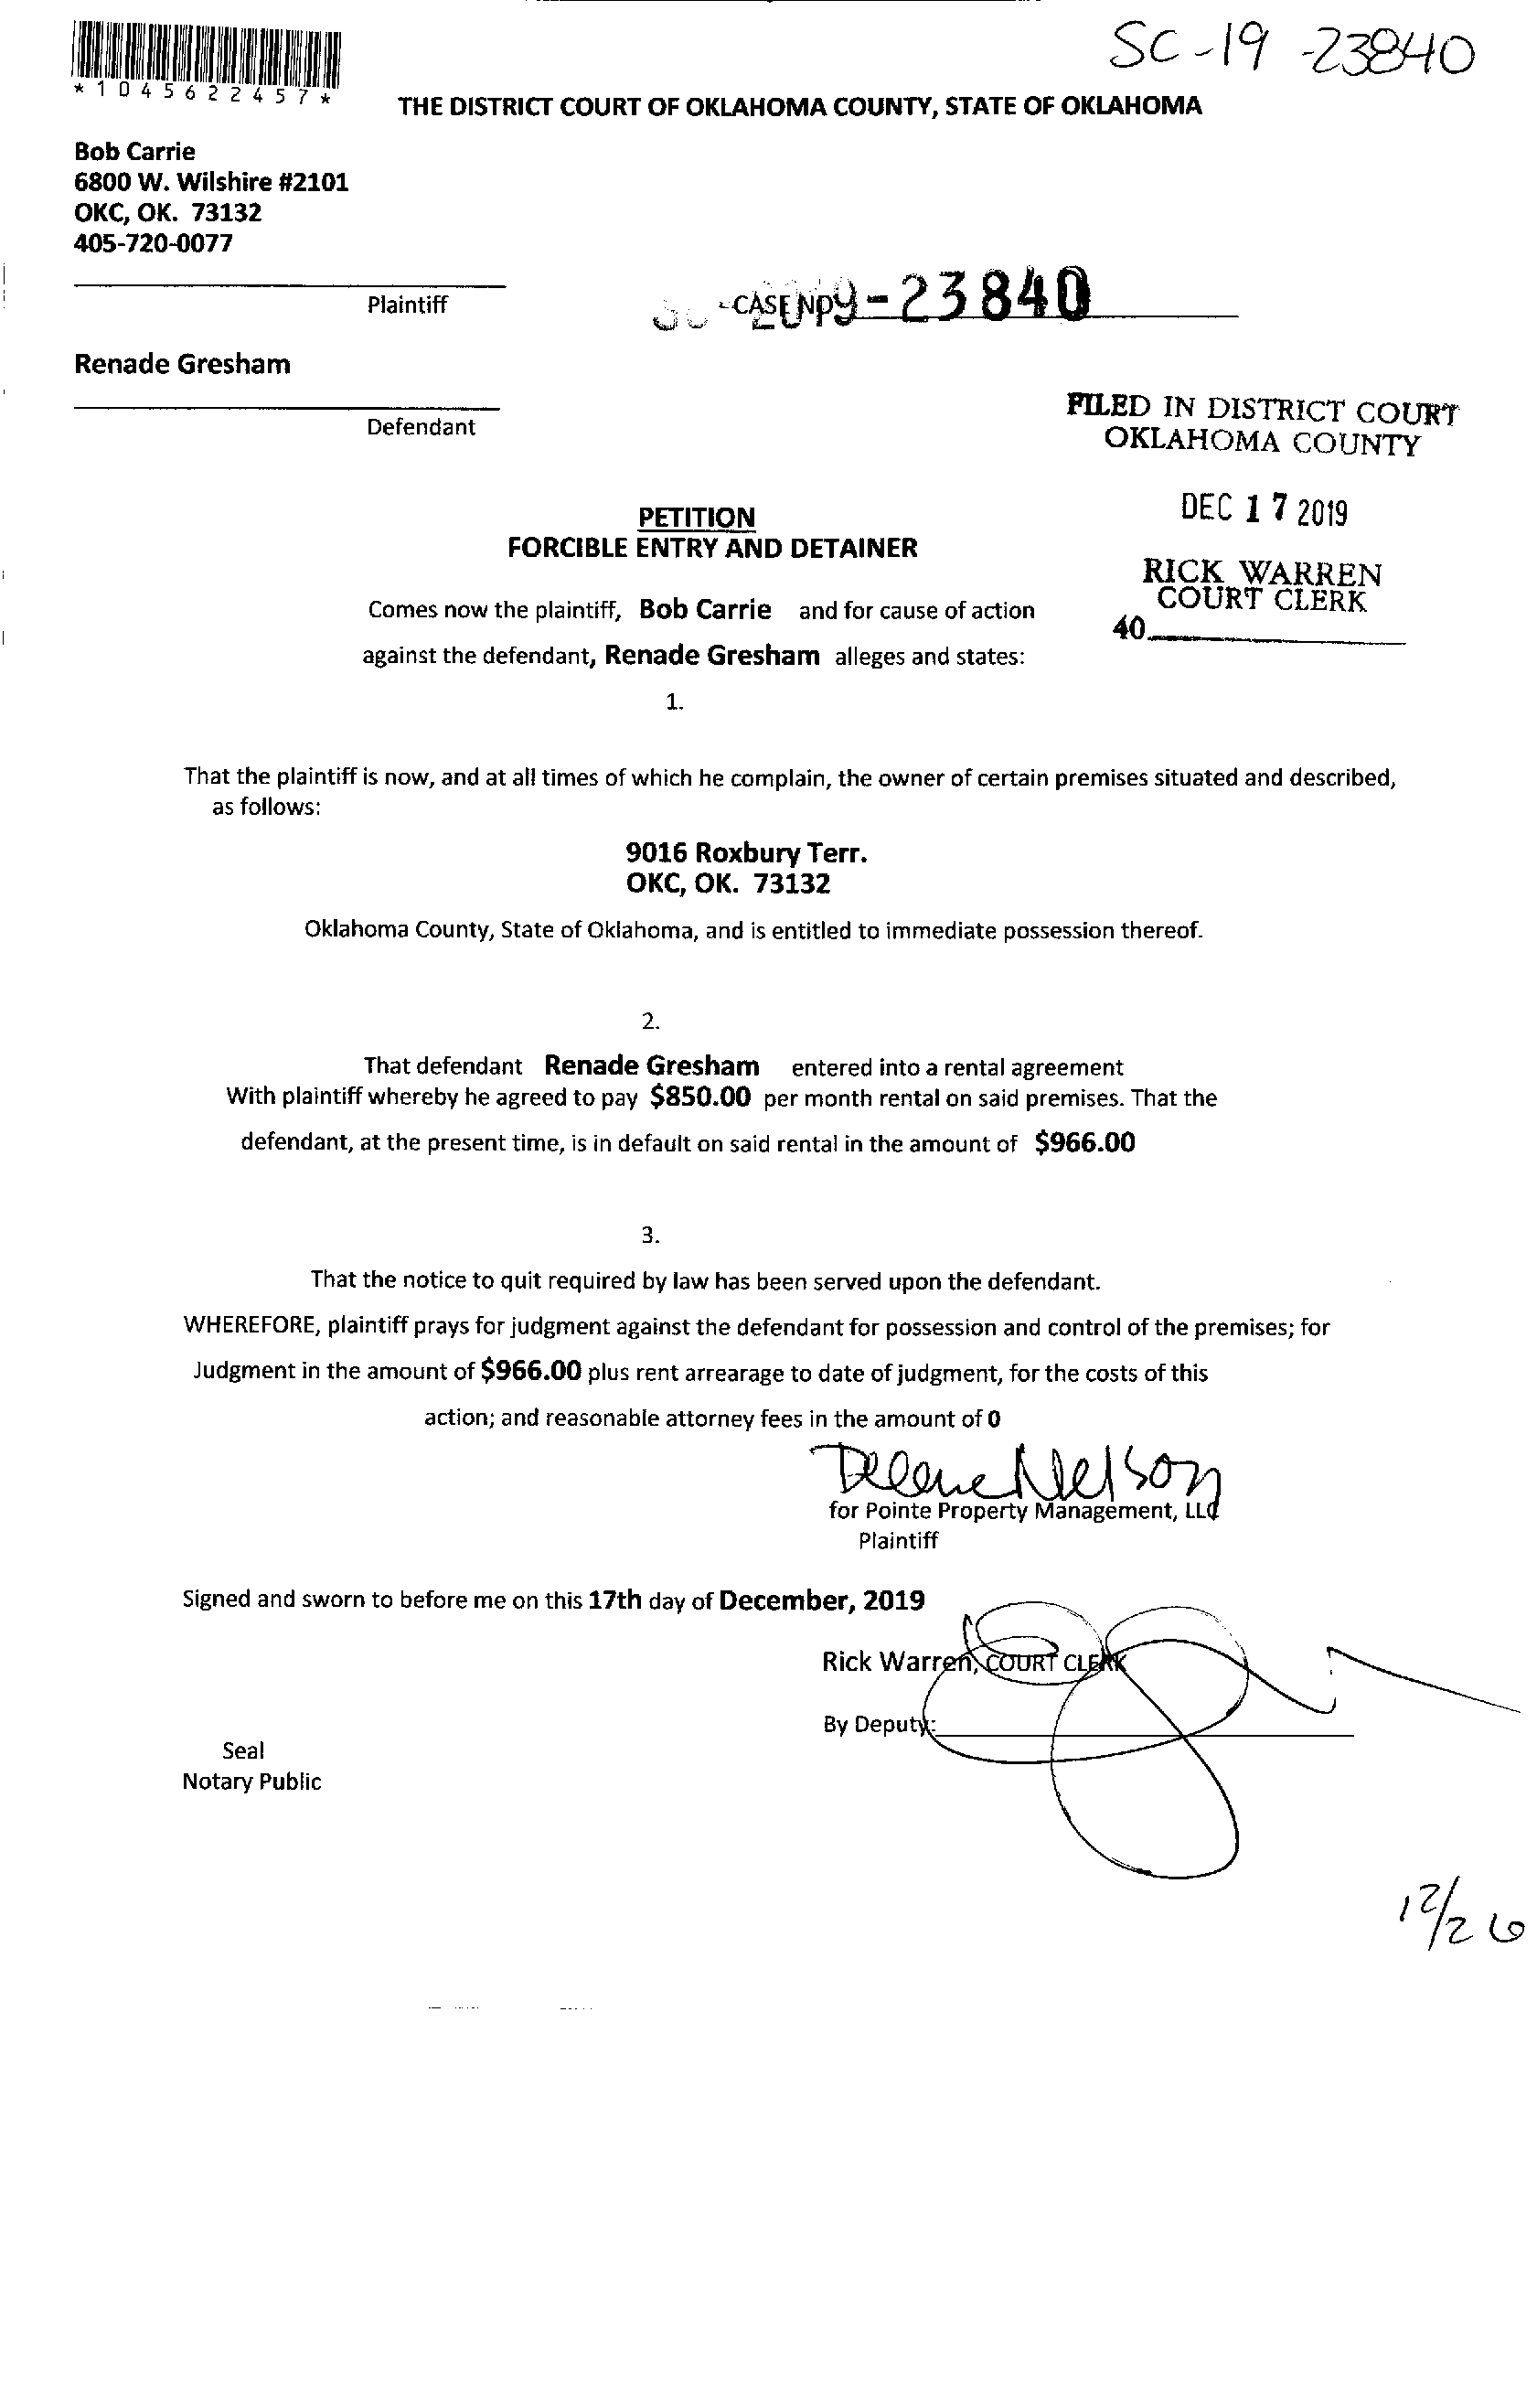 SC-19-23840
*1045622457*
THE DISTRICT COURT OF OKLAHOMA COUNTY, STATE OF OKLAHOMA
Bob Carrie
6800 W. Wilshire #2101
OKC, OK. 73132
405-720-0077
Plaintiff
CASE NO 9-23840
Renade Gresham
Defendant
FILED IN DISTRICT COURT
OKLAHOMA COUNTY
DEC 17 2019
RICK WARREN
COURT CLERK
40
PETITION
FORCIBLE ENTRY AND DETAINER
Comes now the plaintiff, Bob Carrie and for cause of action
against the defendant, Renade Gresham alleges and states:
1.
That the plaintiff is now, and at all times of which he complain, the owner of certain premises situated and described,
as follows:
9016 Roxbury Terr.
OKC, OK. 73132
Oklahoma County, State of Oklahoma, and is entitled to immediate possession thereof.
2.
That defendant Renade Gresham entered into a rental agreement
With plaintiff whereby he agreed to pay $850.00 per month rental on said premises. That the
defendant, at the present time, is in default on said rental in the amount of $966.00
3.
That the notice to quit required by law has been served upon the defendant.
WHEREFORE, plaintiff prays for judgment against the defendant for possession and control of the premises; for
Judgment in the amount of $966.00 plus rent arrearage to date of judgment, for the costs of this
action; and reasonable attorney fees in the amount of 0
Nelson
for Pointe Property Management, LLC
Plaintiff
Signed and sworn to before me on this 17th day of December, 2019
Rick Warren, COURT CLERK
By Deputy:
Seal
Notary Public
12/26